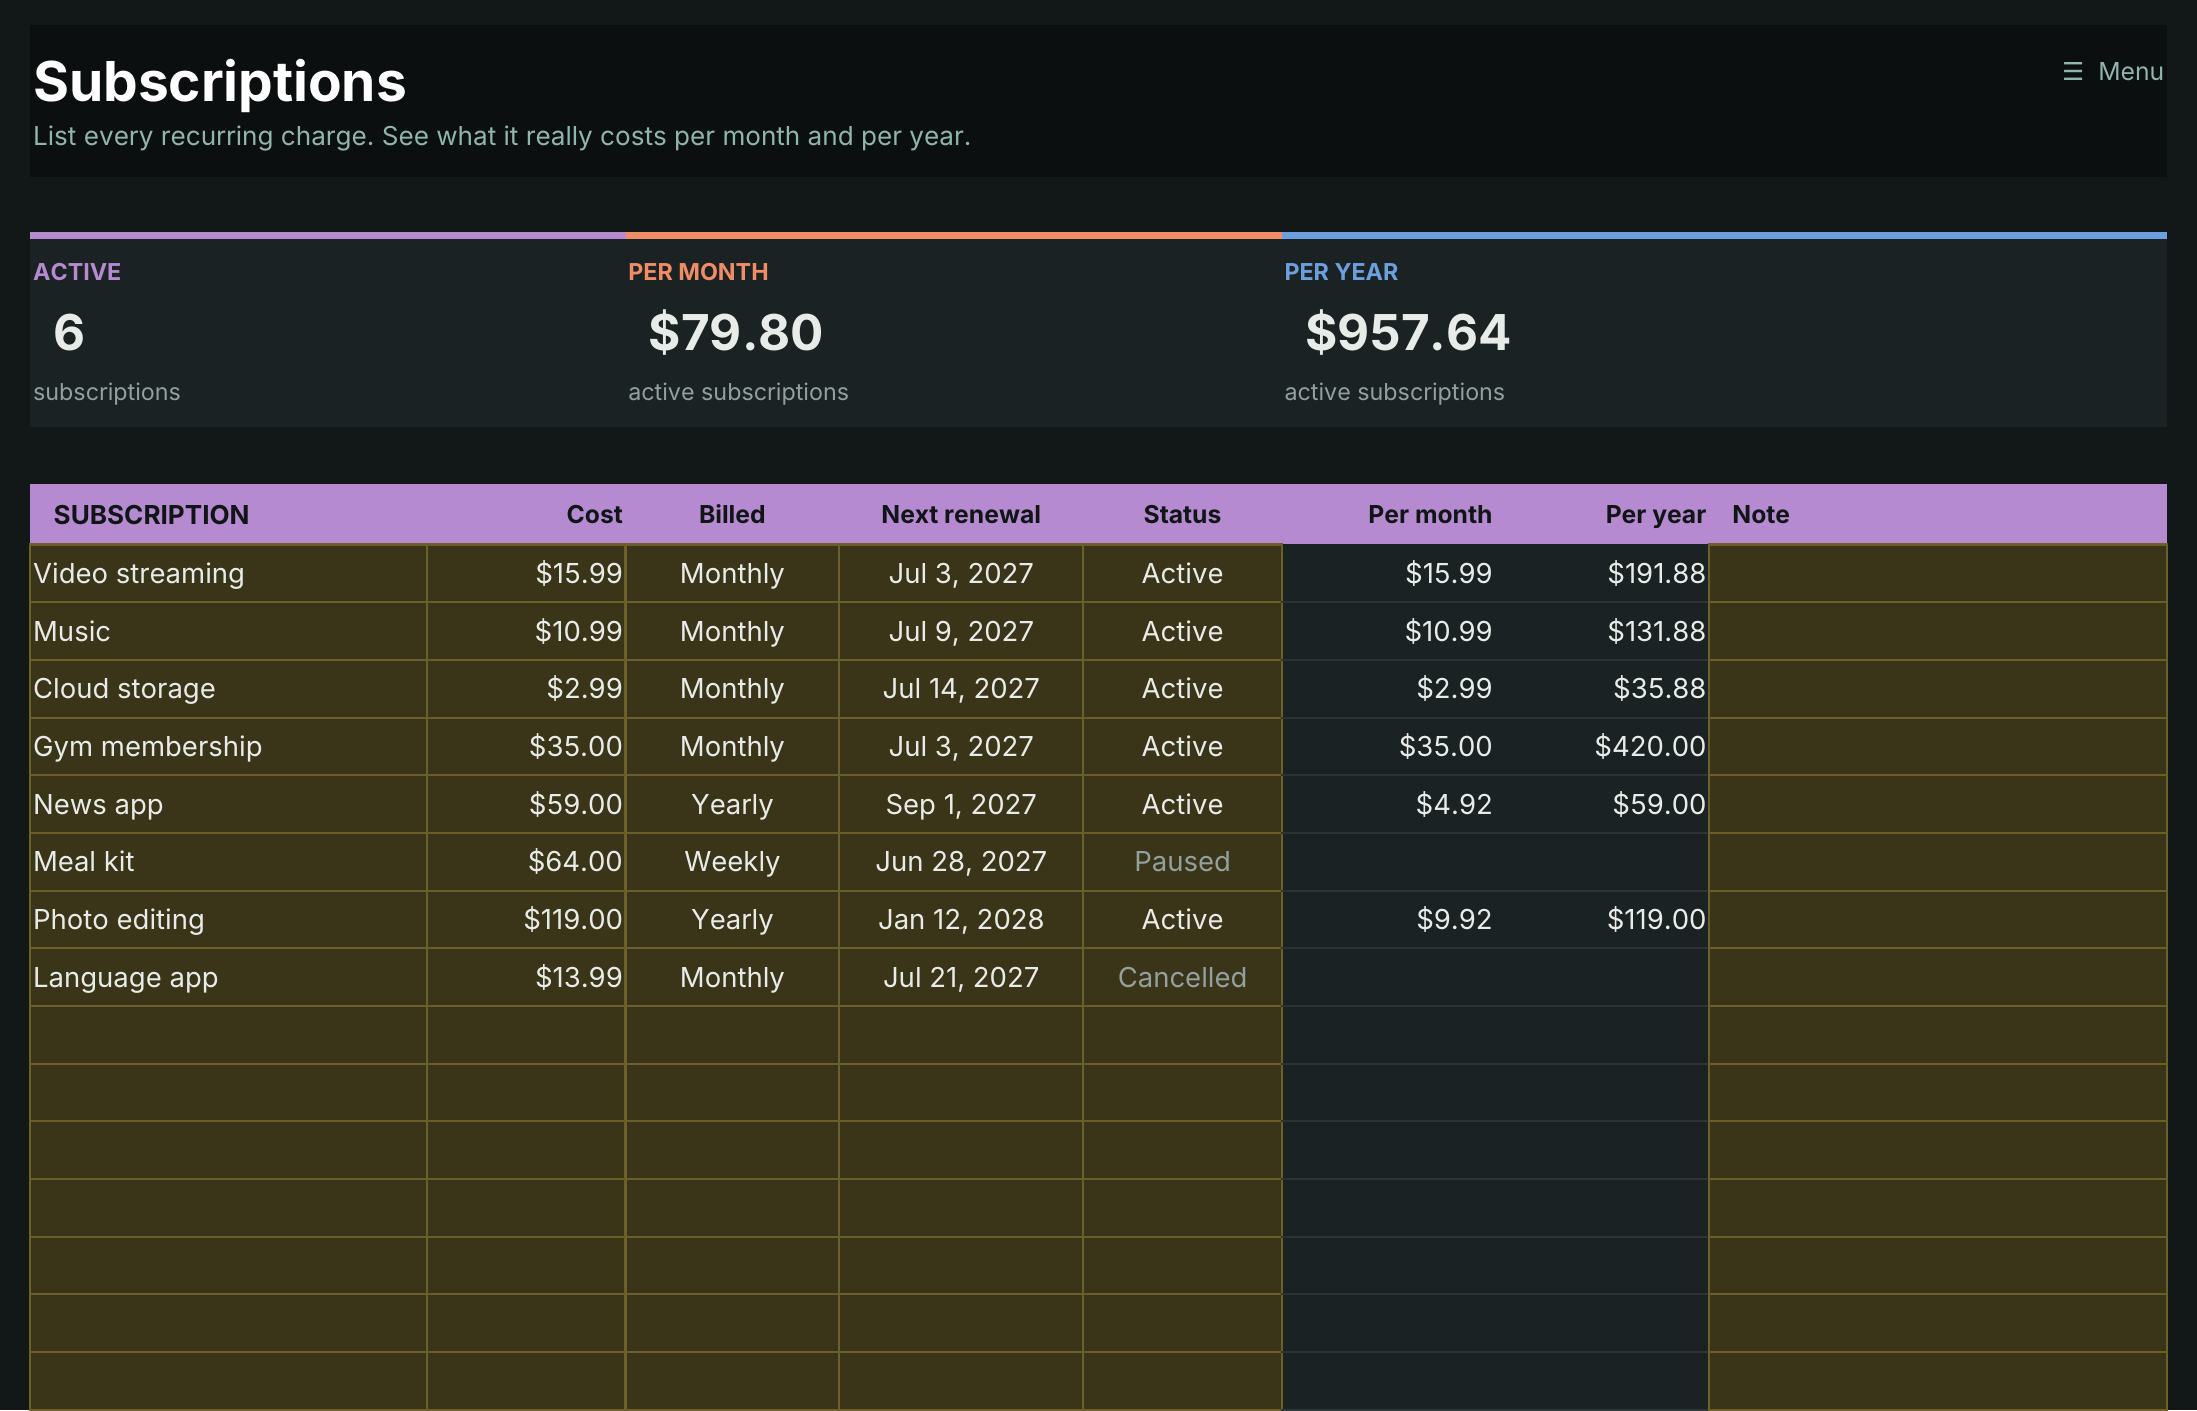 Subscriptions
☰ Menu
List every recurring charge. See what it really costs per month and per year.
ACTIVE PER MONTH PER YEAR
6 $79.80 $957.64
subscriptions active subscriptions active subscriptions
SUBSCRIPTION Cost Billed Next renewal Status Per month Per year Note
Video streaming $15.99 Monthly Jul 3, 2027 Active $15.99 $191.88
Music $10.99 Monthly Jul 9, 2027 Active $10.99 $131.88
Cloud storage $2.99 Monthly Jul 14, 2027 Active $2.99 $35.88
Gym membership $35.00 Monthly Jul 3, 2027 Active $35.00 $420.00
News app $59.00 Yearly Sep 1, 2027 Active $4.92 $59.00
Meal kit $64.00 Weekly Jun 28, 2027 Paused
Photo editing $119.00 Yearly Jan 12, 2028 Active $9.92 $119.00
Language app $13.99 Monthly Jul 21, 2027 Cancelled